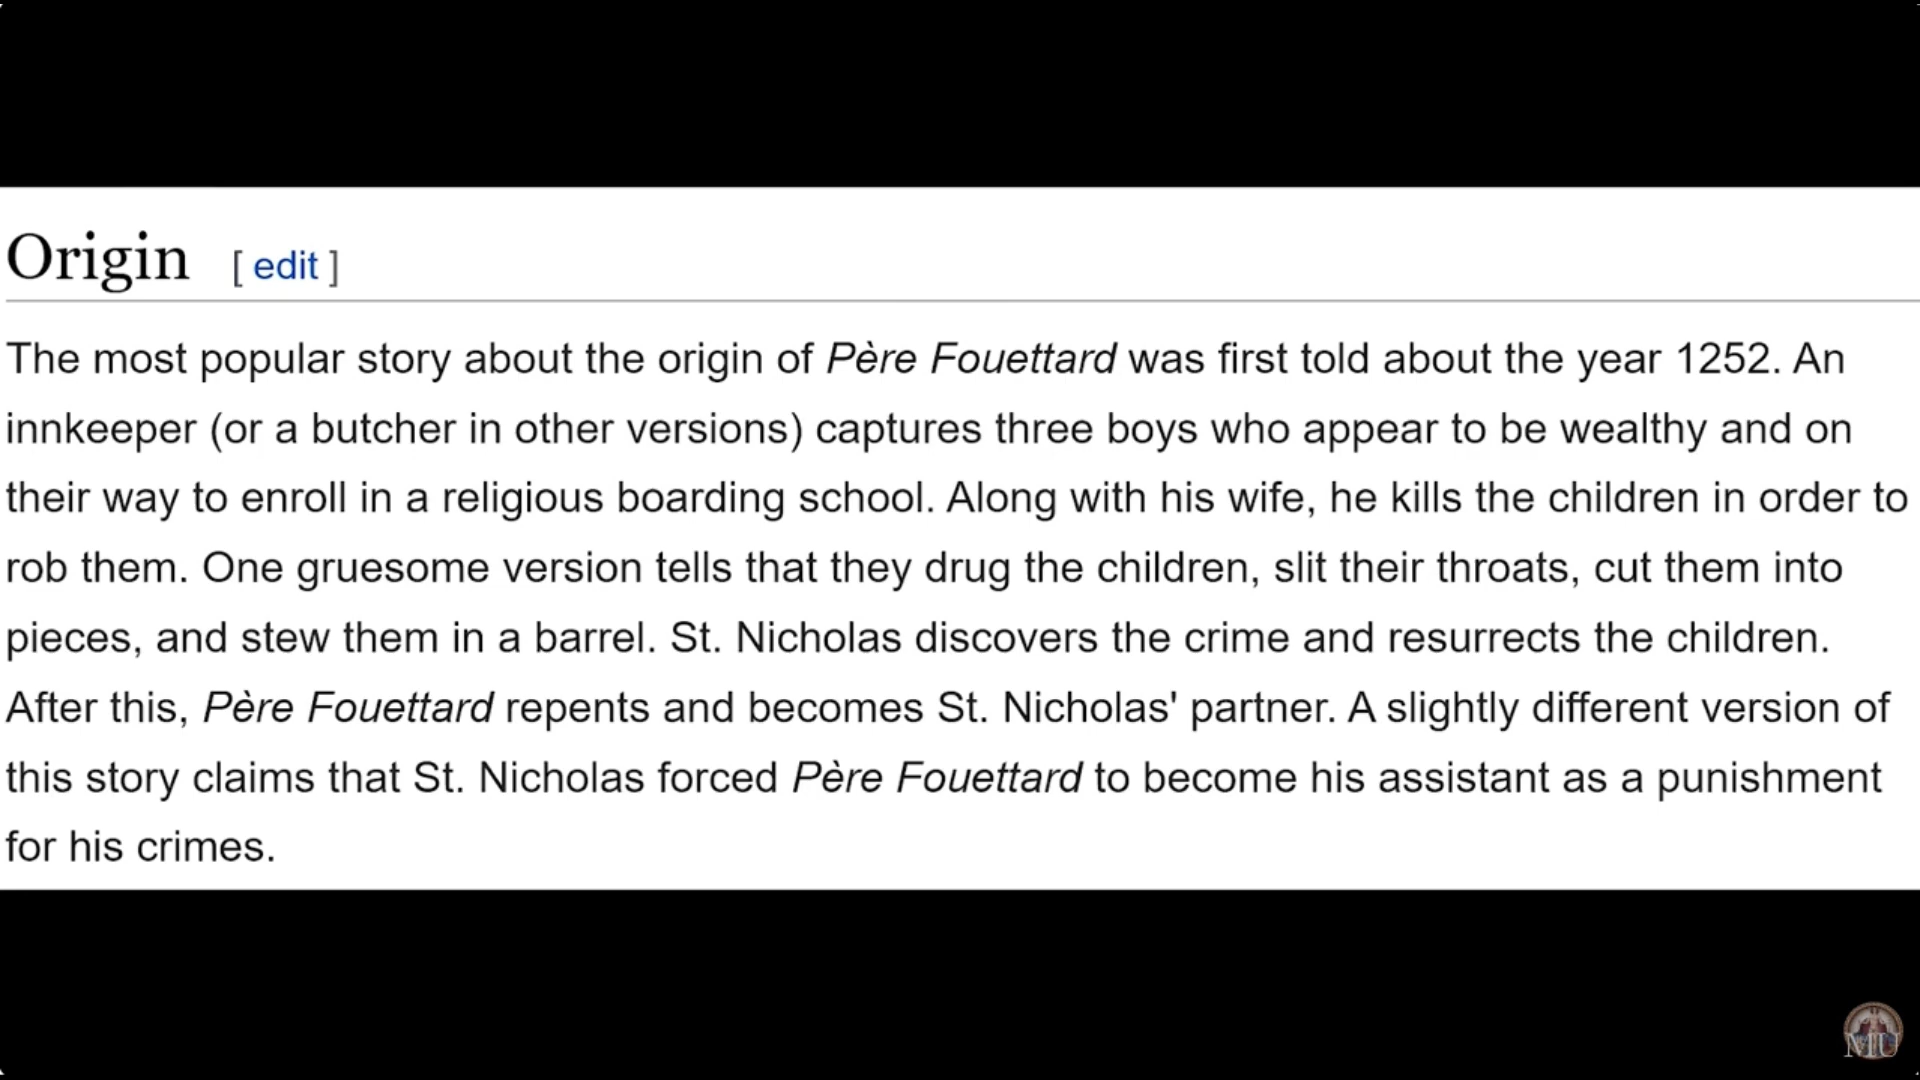 Origin [ edit ]
The most popular story about the origin of Père Fouettard was first told about the year 1252. An
innkeeper (or a butcher in other versions) captures three boys who appear to be wealthy and on
their way to enroll in a religious boarding school. Along with his wife, he kills the children in order to
rob them. One gruesome version tells that they drug the children, slit their throats, cut them into
pieces, and stew them in a barrel. St. Nicholas discovers the crime and resurrects the children.
After this, Père Fouettard repents and becomes St. Nicholas' partner. A slightly different version of
this story claims that St. Nicholas forced Père Fouettard to become his assistant as a punishment
for his crimes.
MU